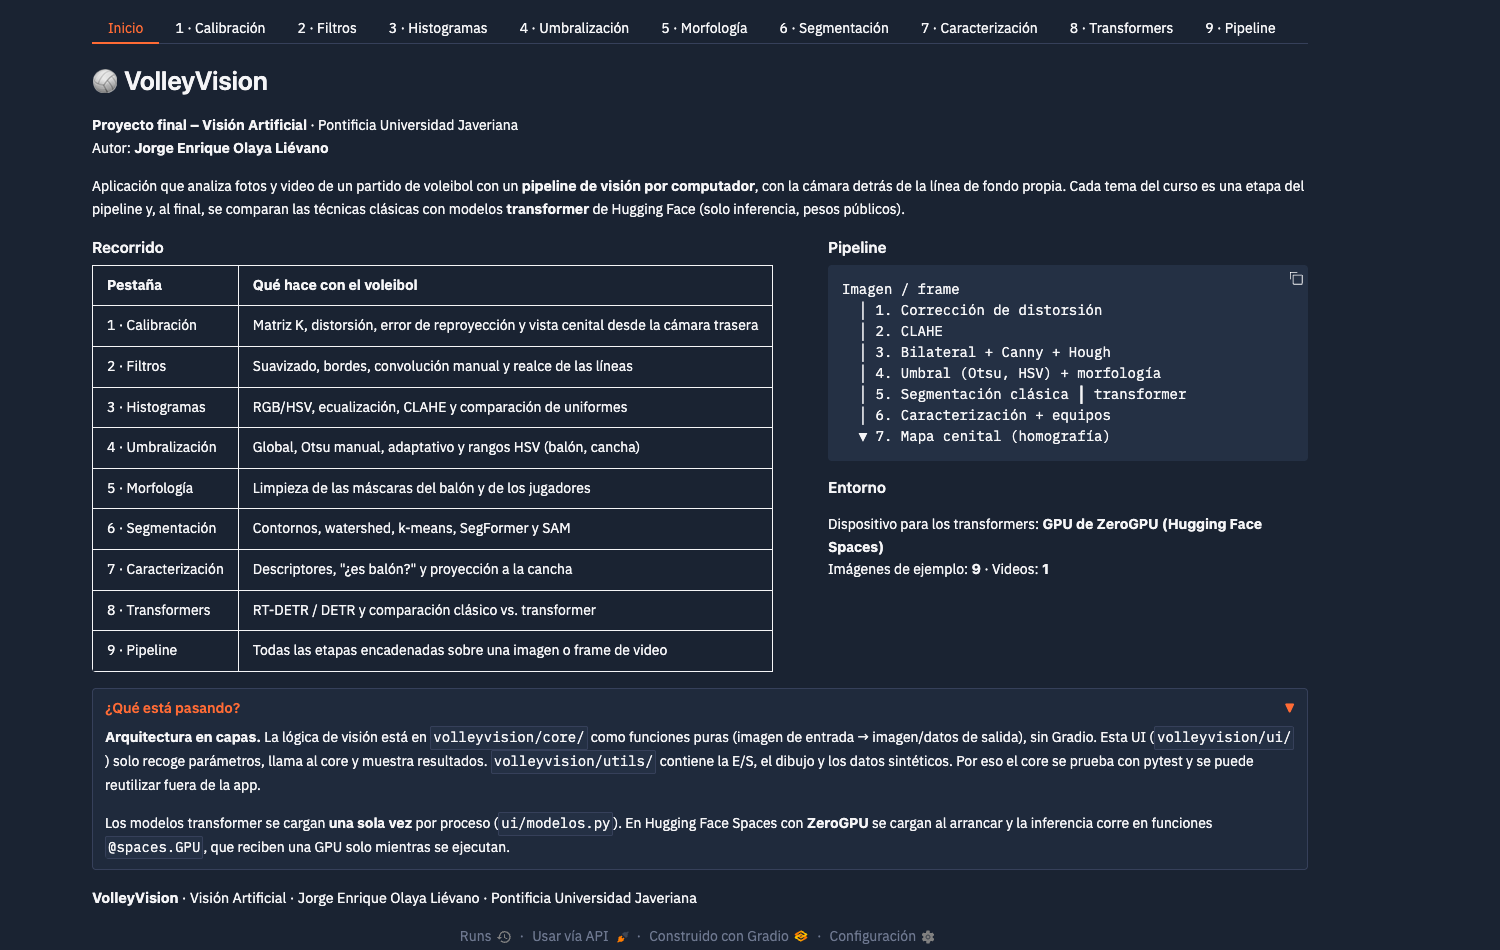 Inicio 1 · Calibración 2 · Filtros 3 · Histogramas 4 · Umbralización 5 · Morfología 6 · Segmentación 7 · Caracterización 8 · Transformers 9 · Pipeline
VolleyVision
Proyecto final – Visión Artificial · Pontificia Universidad Javeriana
Autor: Jorge Enrique Olaya Liévano
Aplicación que analiza fotos y video de un partido de voleibol con un pipeline de visión por computador, con la cámara detrás de la línea de fondo propia. Cada tema del curso es una etapa del
pipeline y, al final, se comparan las técnicas clásicas con modelos transformer de Hugging Face (solo inferencia, pesos públicos).
Recorrido
Pestaña Qué hace con el voleibol
1 · Calibración Matriz K, distorsión, error de reproyección y vista cenital desde la cámara trasera
2 · Filtros Suavizado, bordes, convolución manual y realce de las líneas
3 · Histogramas RGB/HSV, ecualización, CLAHE y comparación de uniformes
4 · Umbralización Global, Otsu manual, adaptativo y rangos HSV (balón, cancha)
5 · Morfología Limpieza de las máscaras del balón y de los jugadores
6 · Segmentación Contornos, watershed, k-means, SegFormer y SAM
7 · Caracterización Descriptores, "¿es balón?" y proyección a la cancha
8 · Transformers RT-DETR / DETR y comparación clásico vs. transformer
9 · Pipeline Todas las etapas encadenadas sobre una imagen o frame de video
Pipeline
Imagen / frame
│ 1. Corrección de distorsión
│ 2. CLAHE
│ 3. Bilateral + Canny + Hough
│ 4. Umbral (Otsu, HSV) + morfología
│ 5. Segmentación clásica ┃ transformer
│ 6. Caracterización + equipos
▼ 7. Mapa cenital (homografía)
Entorno
Dispositivo para los transformers: GPU de ZeroGPU (Hugging Face
Spaces)
Imágenes de ejemplo: 9 · Videos: 1
¿Qué está pasando? ▼
Arquitectura en capas. La lógica de visión está en volleyvision/core/ como funciones puras (imagen de entrada → imagen/datos de salida), sin Gradio. Esta UI (volleyvision/ui/
) solo recoge parámetros, llama al core y muestra resultados. volleyvision/utils/ contiene la E/S, el dibujo y los datos sintéticos. Por eso el core se prueba con pytest y se puede
reutilizar fuera de la app.
Los modelos transformer se cargan una sola vez por proceso (ui/modelos.py). En Hugging Face Spaces con ZeroGPU se cargan al arrancar y la inferencia corre en funciones
@spaces.GPU, que reciben una GPU solo mientras se ejecutan.
VolleyVision · Visión Artificial · Jorge Enrique Olaya Liévano · Pontificia Universidad Javeriana
Runs · Usar vía API · Construido con Gradio · Configuración